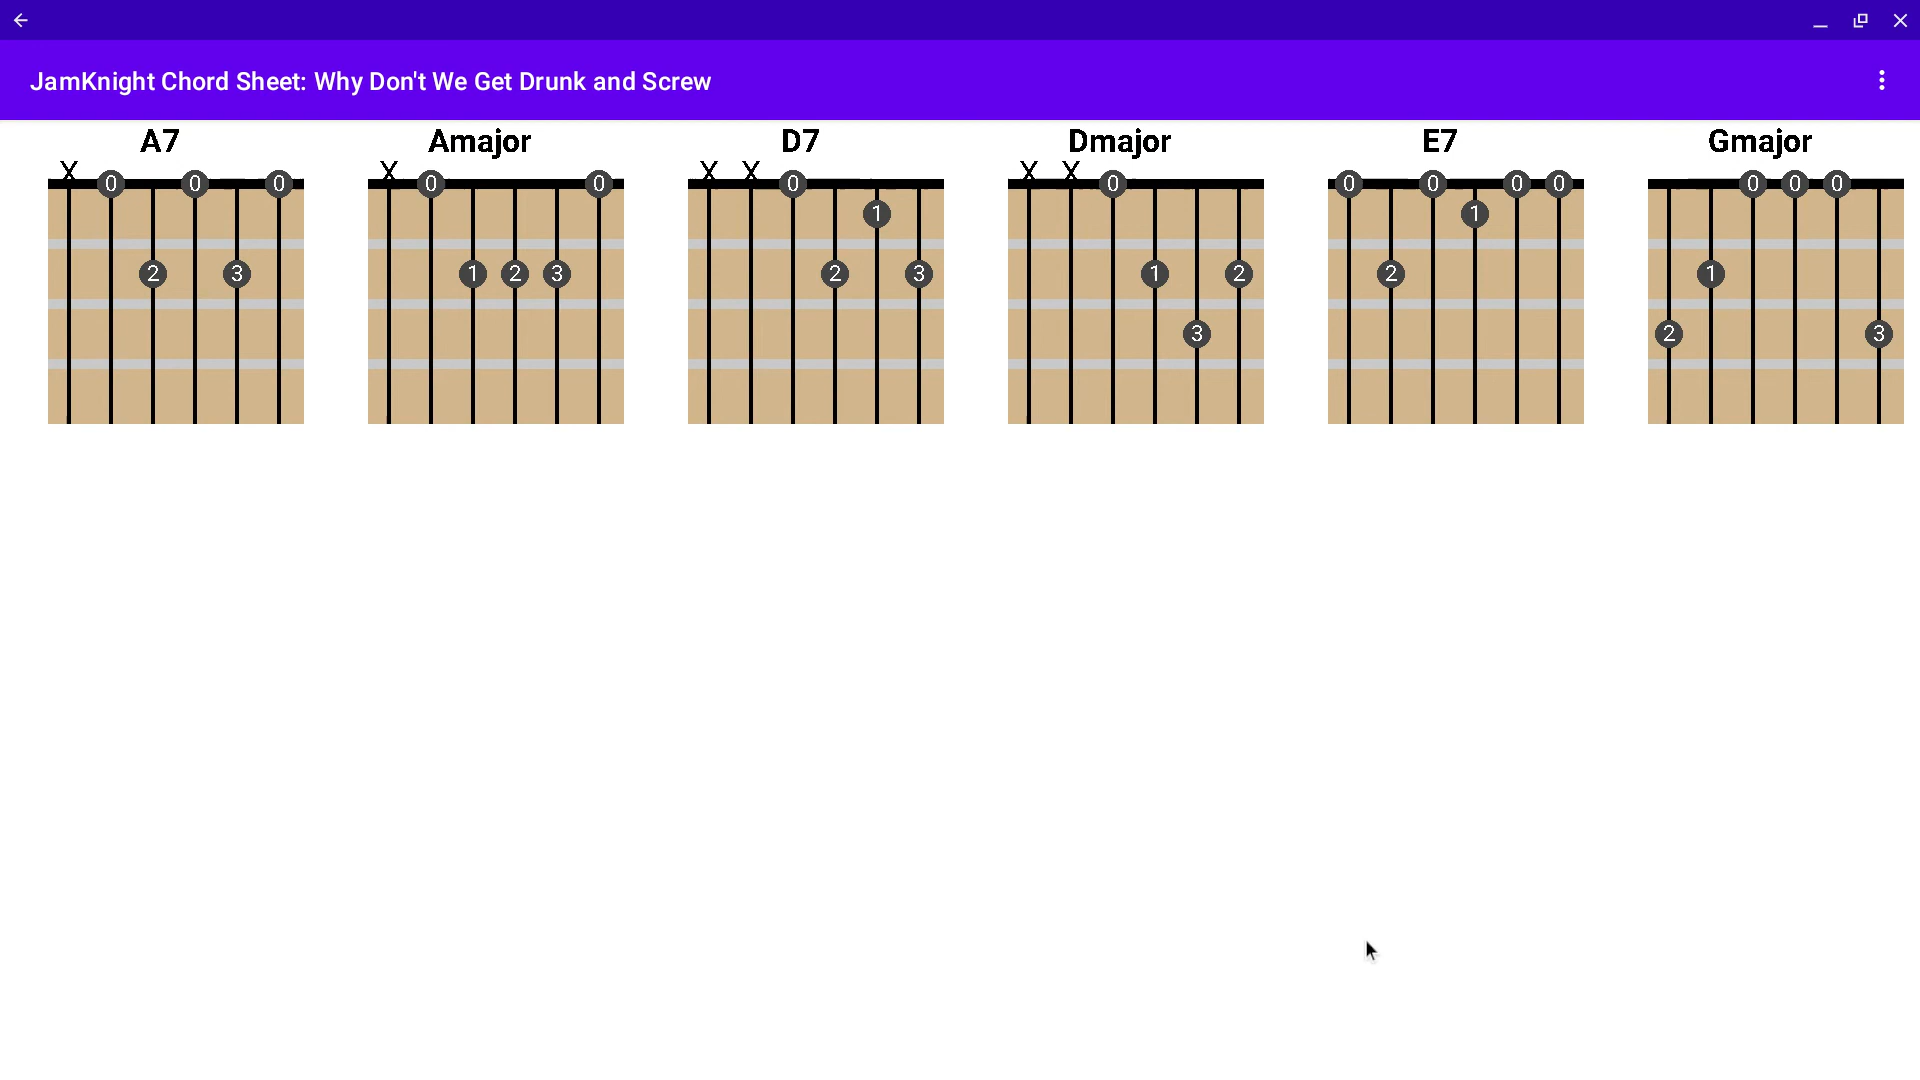 JamKnight Chord Sheet: Why Don't We Get Drunk and Screw
A7 Amajor D7 Dmajor E7 Gmajor
X X X X X X
0 0 0 0 0 0 0 0 0 0 0 0 0 0
1 1
2 3 1 2 3 2 3 1 2 2 1
3 2 3